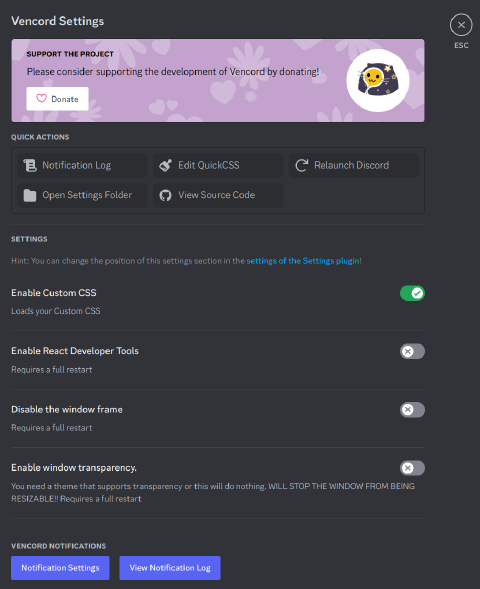 Vencord Settings
ESC
SUPPORT THE PROJECT
Please consider supporting the development of Vencord by donating!
Donate
QUICK ACTIONS
Notification Log
Edit QuickCSS
Relaunch Discord
Open Settings Folder
View Source Code
SETTINGS
Hint: You can change the position of this settings section in the settings of the Settings plugin!
Enable Custom CSS
Loads your Custom CSS
Enable React Developer Tools
Requires a full restart
Disable the window frame
Requires a full restart
Enable window transparency.
You need a theme that supports transparency or this will do nothing. WILL STOP THE WINDOW FROM BEING
RESIZABLE!! Requires a full restart
VENCORD NOTIFICATIONS
Notification Settings
View Notification Log